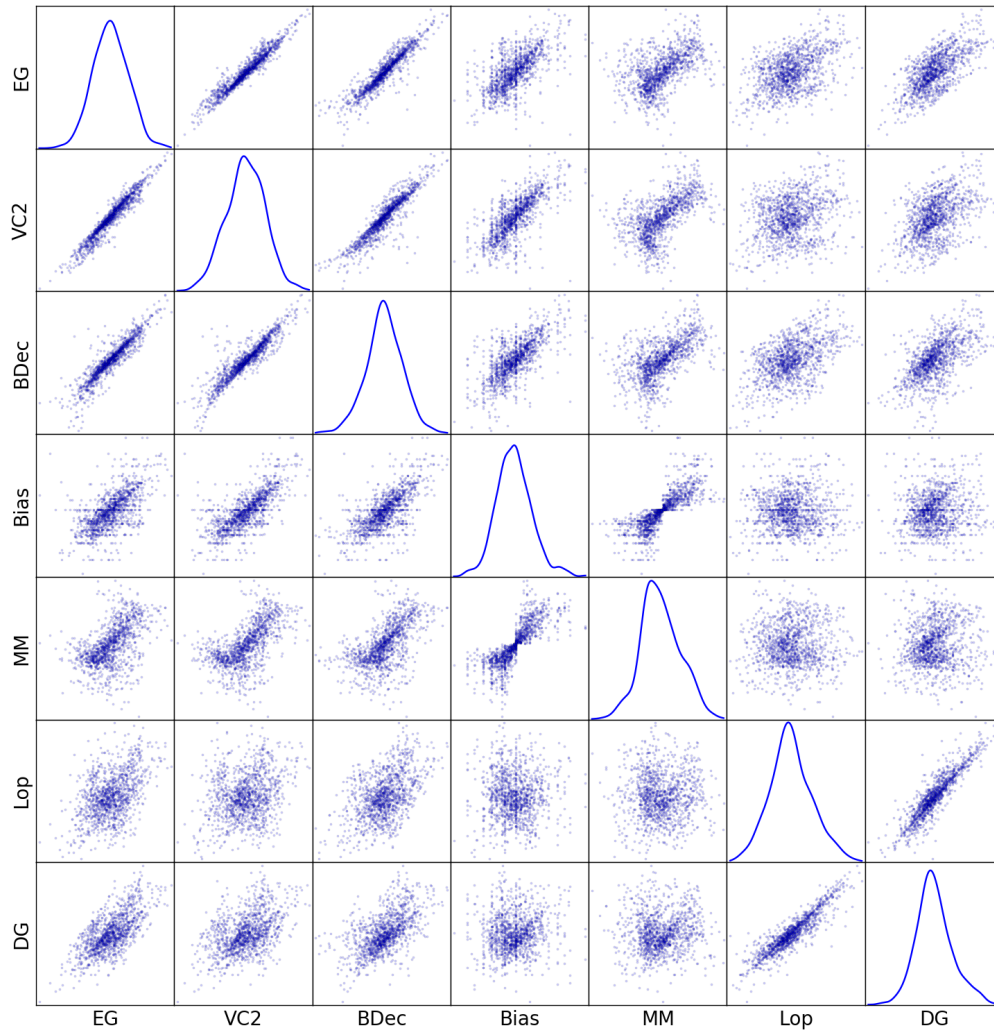 EG
VC2
BDec
Bias
MM
Lop
DG
EG VC2 BDec Bias MM Lop DG